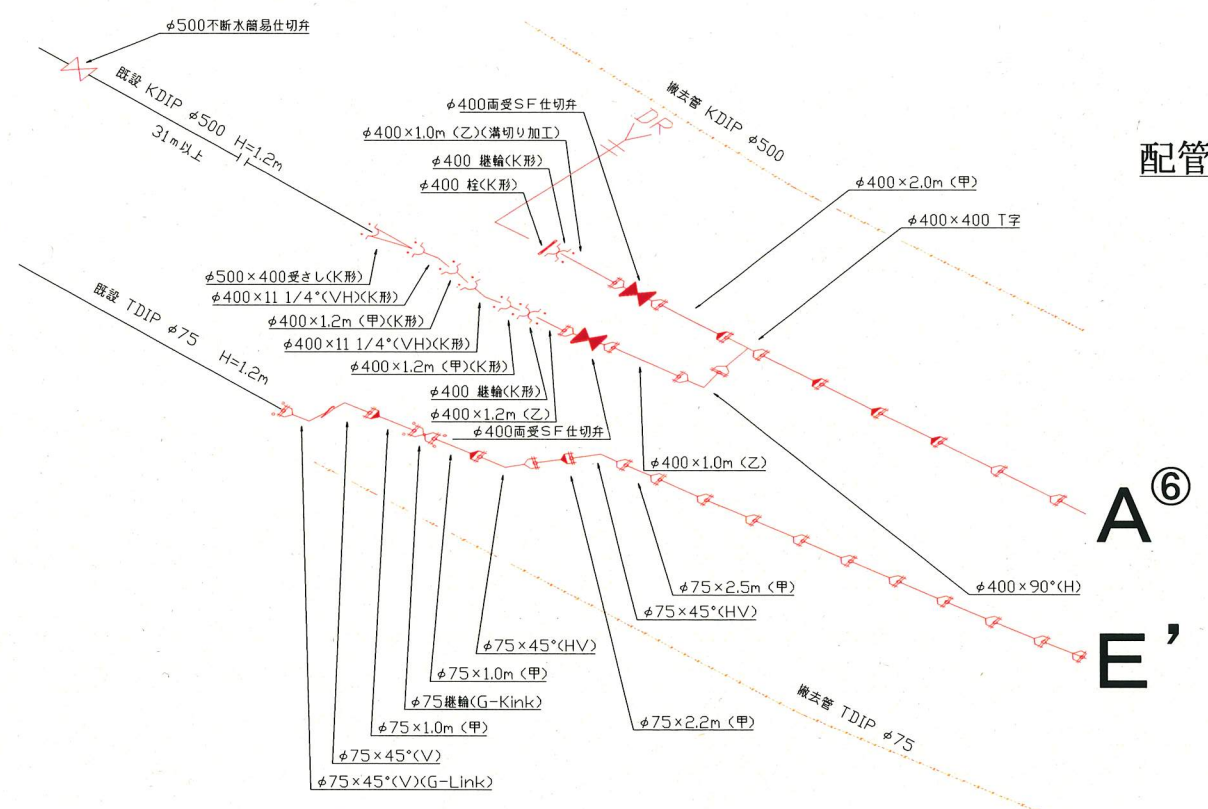 φ500不断水簡易仕切弁
既設 KDIP φ500 H=1.2m
31m以上
撤去管 KDIP φ500
配管
φ400両受SF仕切弁
DR
φ400×1.0m (乙)(溝切り加工)
φ400 継輪(K形)
φ400 栓(K形)
φ400×2.0m (甲)
φ400×400 T字
φ500×400受さし(K形)
φ400×11 1/4°(VH)(K形)
φ400×1.2m (甲)(K形)
φ400×11 1/4°(VH)(K形)
φ400×1.2m (甲)(K形)
φ400 継輪(K形)
φ400×1.2m (乙)
φ400両受SF仕切弁
既設 TDIP φ75 H=1.2m
φ400×1.0m (乙)
A⑥
φ400×90°(H)
φ75×2.5m (甲)
φ75×45°(HV)
E’
φ75×45°(HV)
φ75×1.0m (甲)
φ75継輪(G-Kink)
φ75×2.2m (甲)
φ75×1.0m (甲)
φ75×45°(V)
φ75×45°(V)(G-Link)
撤去管 TDIP φ75